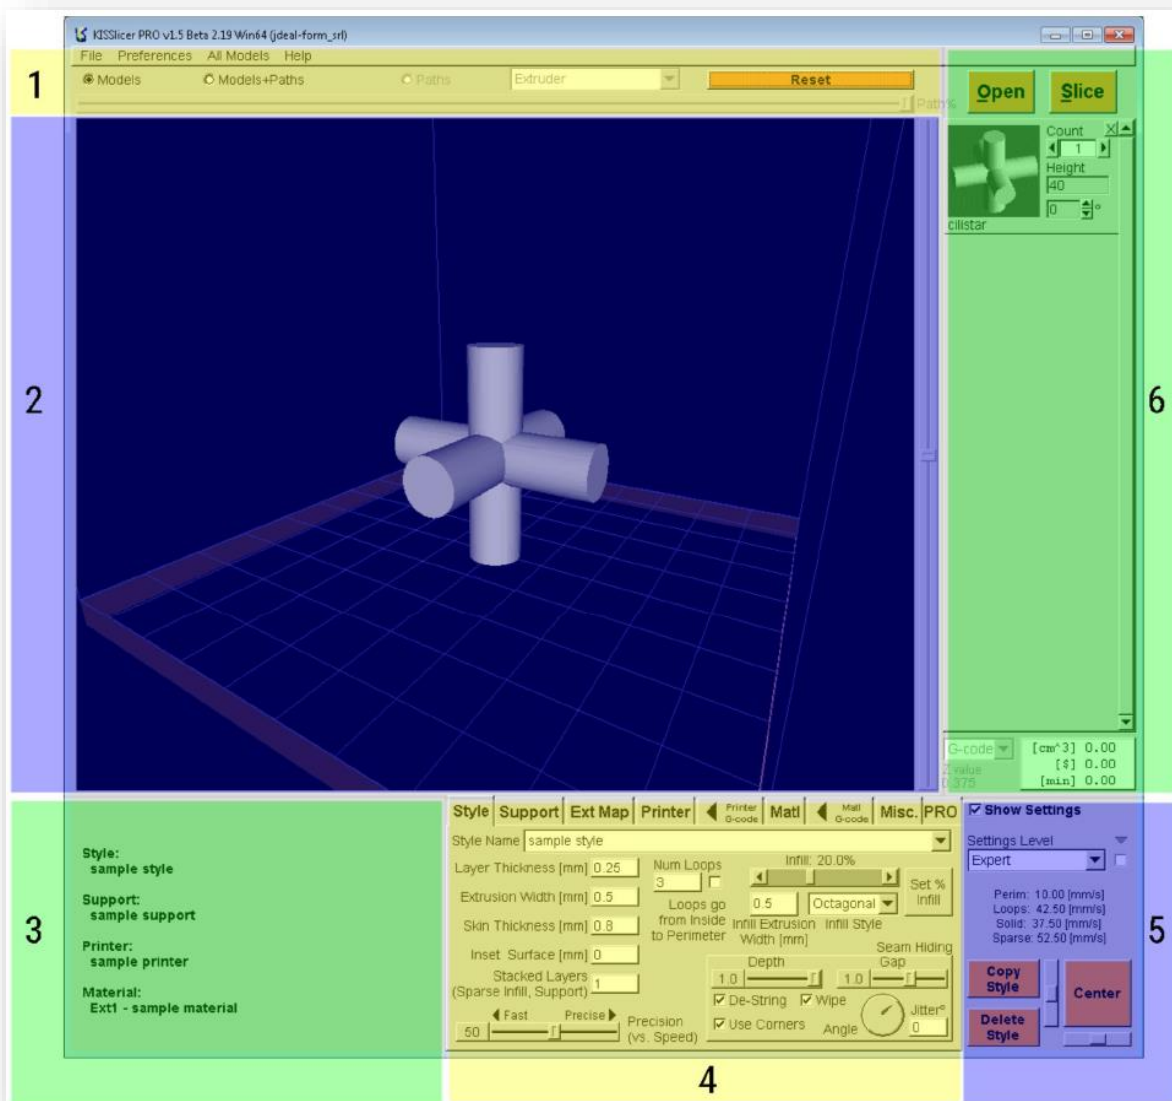 KISSlicer PRO v1.5 Beta 2.19 Win64 (jdeal-form_srl)
File Preferences All Models Help
1
Models Models+Paths Paths Extruder Reset
Path%
Open Slice
Count
1
Height
40
0 °
cilistar
2
6
G-code
Z value
0.375
[cm^3] 0.00
[$] 0.00
[min] 0.00
3
Style:
sample style
Support:
sample support
Printer:
sample printer
Material:
Ext1 - sample material
Style Support Ext Map Printer Printer G-code Matl Matl G-code Misc. PRO
Style Name sample style
Layer Thickness [mm] 0.25
Extrusion Width [mm] 0.5
Skin Thickness [mm] 0.8
Inset Surface [mm] 0
Stacked Layers
(Sparse Infill, Support) 1
Fast Precise
50
Precision
(vs. Speed)
Num Loops
3
Loops go
from Inside
to Perimeter
Infill: 20.0%
Set %
Infill
0.5 Octagonal
Infill Extrusion
Width [mm]
Infill Style
Seam Hiding
Depth Gap
1.0 1.0
De-String Wipe
Use Corners Angle
Jitter°
0
4
Show Settings
Settings Level
Expert
Perim: 10.00 [mm/s]
Loops: 42.50 [mm/s]
Solid: 37.50 [mm/s]
Sparse: 52.50 [mm/s]
Copy
Style
Center
Delete
Style
5